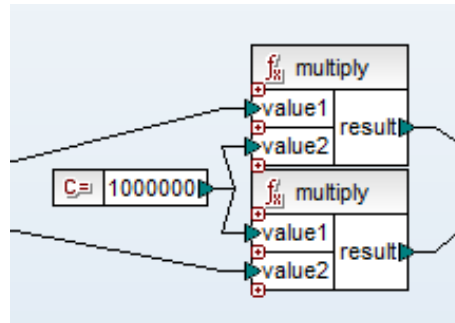 multiply
value1
result
value2
C= 1000000
multiply
value1
result
value2